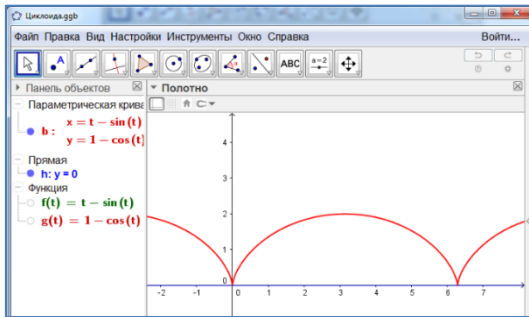 Циклоида.ggb
Файл Правка Вид Настройки Инструменты Окно Справка Войти...
A ABC a=2
Панель объектов
Полотно
Параметрическая крива
b : x = t − sin(t)
y = 1 − cos(t)
Прямая
h: y = 0
Функция
f(t) = t − sin(t)
g(t) = 1 − cos(t)
4
3
2
1
0
-2 -1 0 1 2 3 4 5 6 7